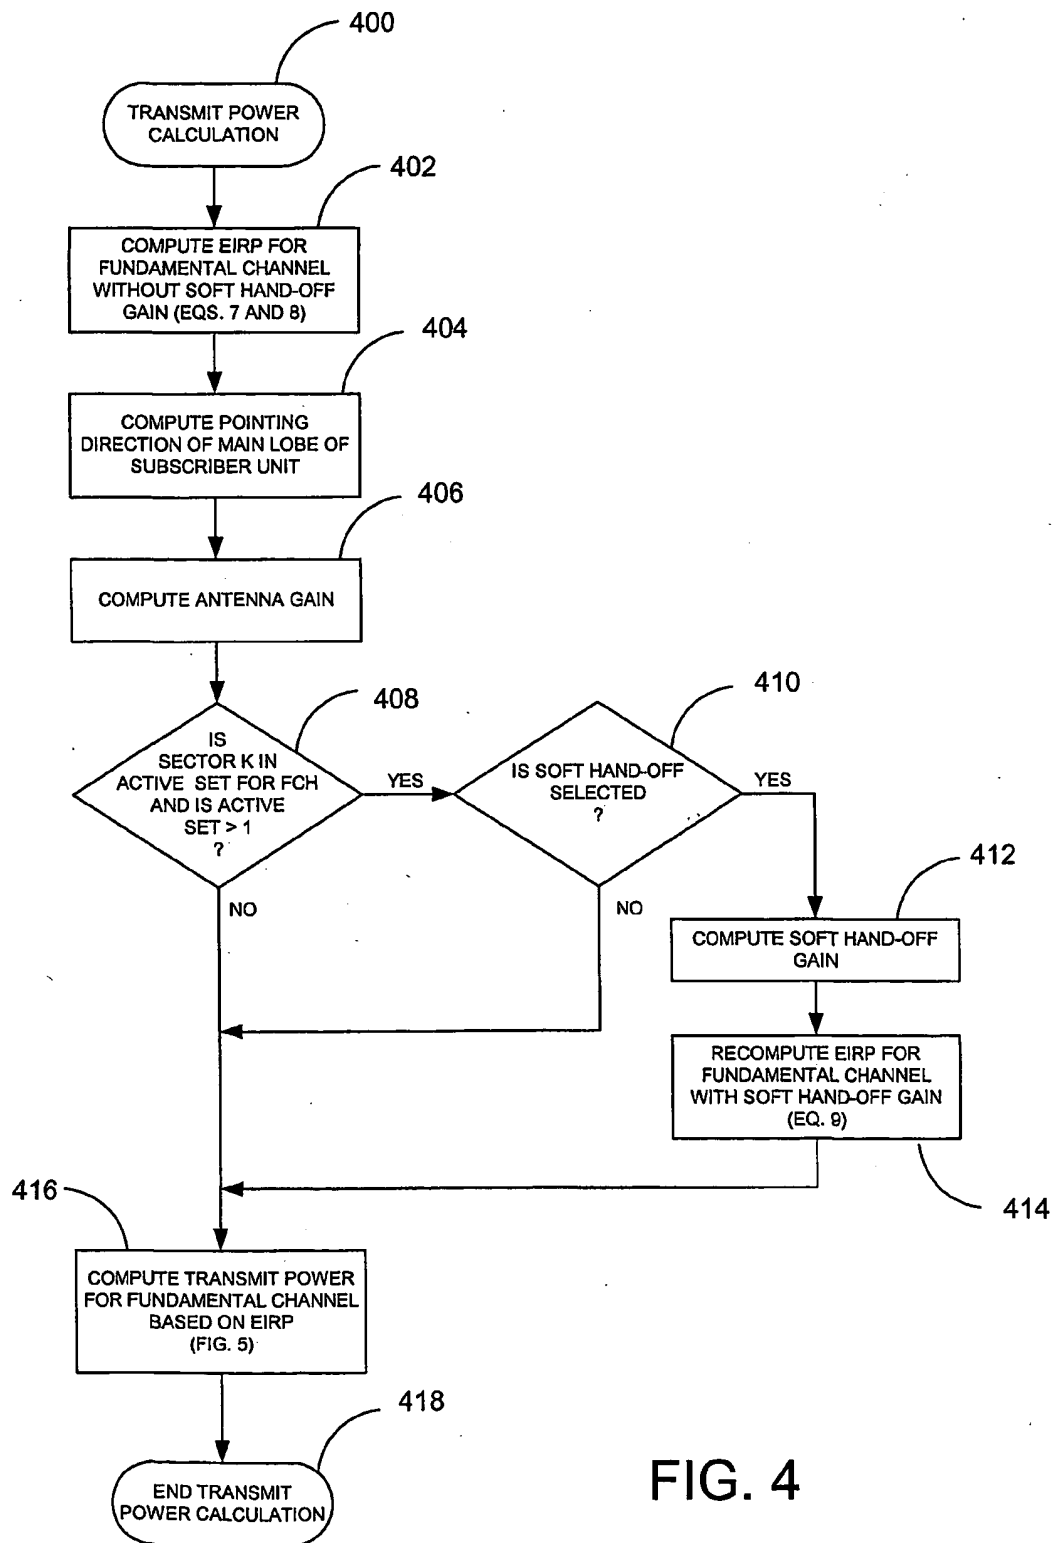 400
TRANSMIT POWER
CALCULATION
402
COMPUTE EIRP FOR
FUNDAMENTAL CHANNEL
WITHOUT SOFT HAND-OFF
GAIN (EQS. 7 AND 8)
404
COMPUTE POINTING
DIRECTION OF MAIN LOBE OF
SUBSCRIBER UNIT
406
COMPUTE ANTENNA GAIN
408
IS
SECTOR K IN
ACTIVE SET FOR FCH
AND IS ACTIVE
SET > 1
?
YES
NO
410
IS SOFT HAND-OFF
SELECTED
?
YES
NO
412
COMPUTE SOFT HAND-OFF
GAIN
RECOMPUTE EIRP FOR
FUNDAMENTAL CHANNEL
WITH SOFT HAND-OFF GAIN
(EQ. 9)
414
416
COMPUTE TRANSMIT POWER
FOR FUNDAMENTAL CHANNEL
BASED ON EIRP
(FIG. 5)
418
END TRANSMIT
POWER CALCULATION
FIG. 4